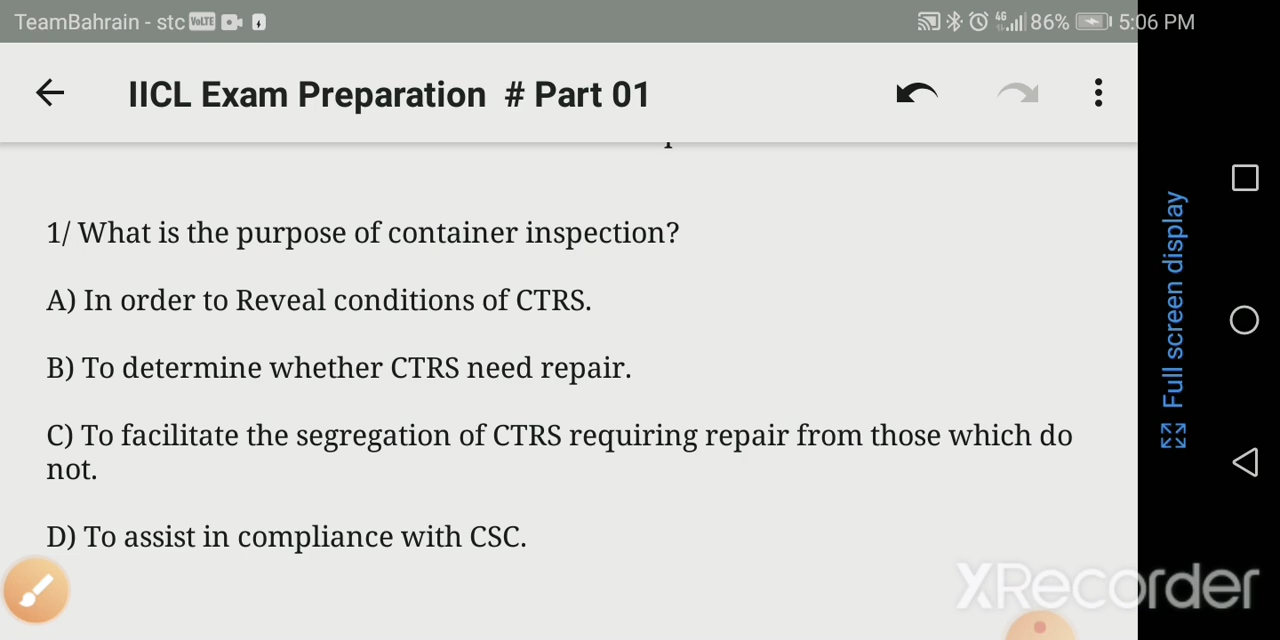 TeamBahrain - stc VoLTE 4G 86% 5:06 PM
IICL Exam Preparation # Part 01
1/ What is the purpose of container inspection?
A) In order to Reveal conditions of CTRS.
B) To determine whether CTRS need repair.
C) To facilitate the segregation of CTRS requiring repair from those which do
not.
D) To assist in compliance with CSC.
Full screen display
XRecorder